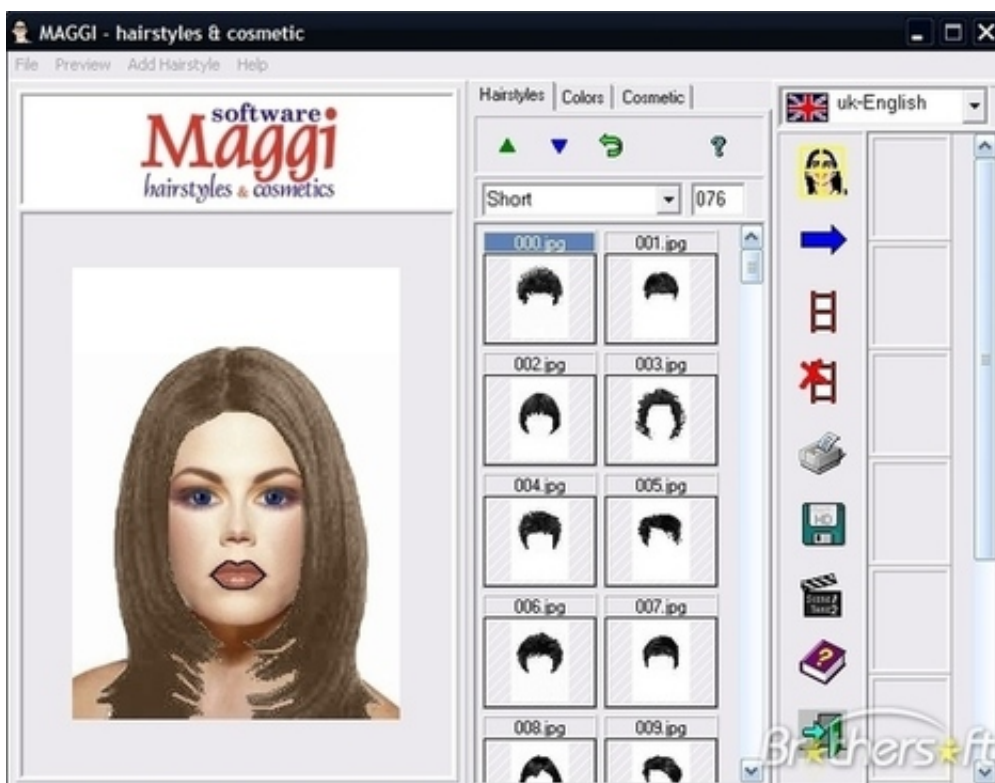 MAGGI - hairstyles & cosmetic
File Preview Add Hairstyle Help
software
Maggi
hairstyles & cosmetics
Hairstyles Colors Cosmetic
uk-English
Short 076
000.jpg 001.jpg
002.jpg 003.jpg
004.jpg 005.jpg
006.jpg 007.jpg
008.jpg 009.jpg
HD
Brothersoft